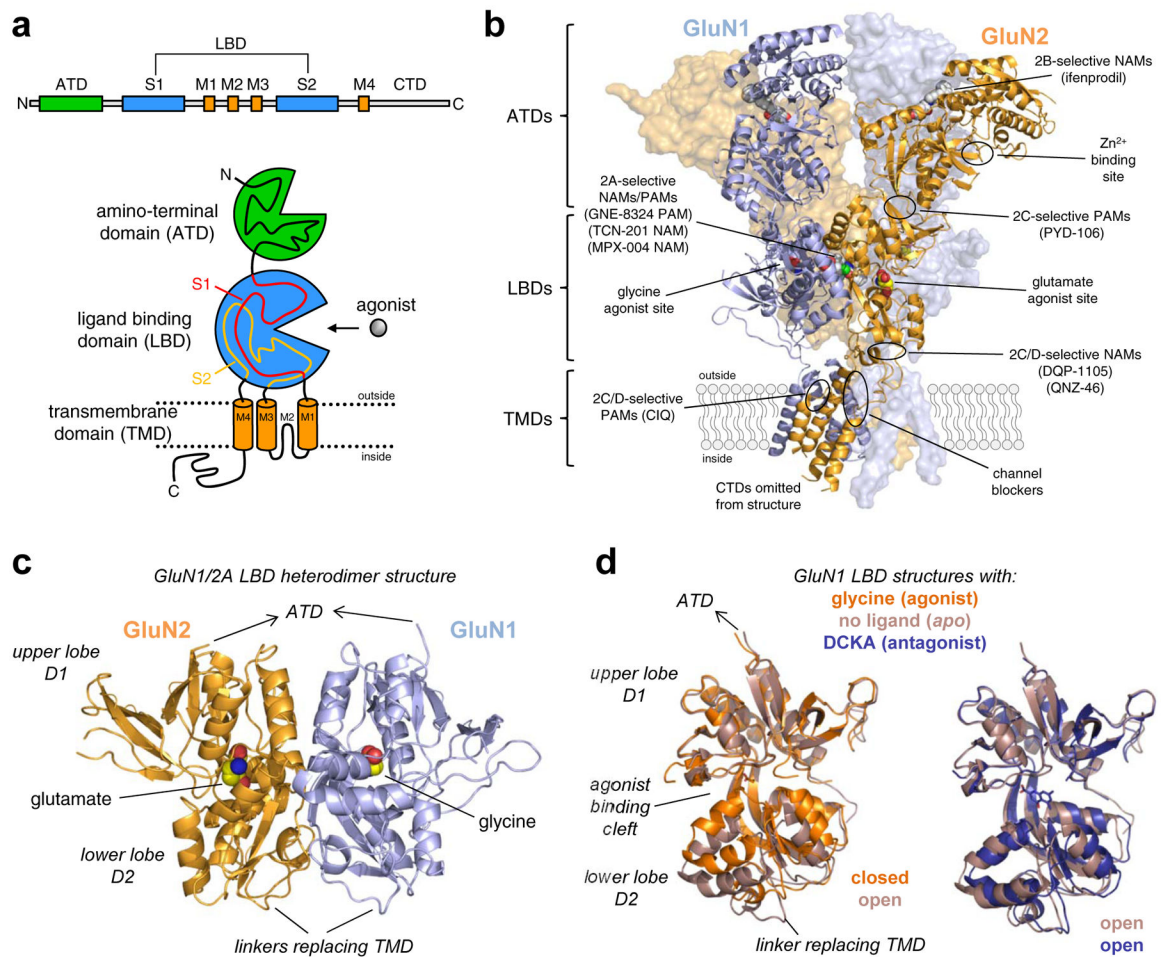 a
LBD
ATD
S1
M1
M2
M3
S2
M4
CTD
N
C
N
amino-terminal
domain (ATD)
S1
agonist
ligand binding
domain (LBD)
S2
outside
transmembrane
domain (TMD)
M4
M3
M2
M1
inside
C
b
GluN1
GluN2
ATDs
2B-selective NAMs
(ifenprodil)
Zn²⁺
binding
site
2A-selective
NAMs/PAMs
(GNE-8324 PAM)
(TCN-201 NAM)
(MPX-004 NAM)
2C-selective PAMs
(PYD-106)
LBDs
glycine
agonist site
glutamate
agonist site
2C/D-selective NAMs
(DQP-1105)
(QNZ-46)
outside
TMDs
2C/D-selective
PAMs (CIQ)
inside
CTDs omitted
from structure
channel
blockers
c
GluN1/2A LBD heterodimer structure
ATD
GluN2
GluN1
upper lobe
D1
glutamate
glycine
lower lobe
D2
linkers replacing TMD
d
GluN1 LBD structures with:
glycine (agonist)
no ligand (apo)
DCKA (antagonist)
ATD
upper lobe
D1
agonist
binding
cleft
lower lobe
D2
closed
open
linker replacing TMD
open
open